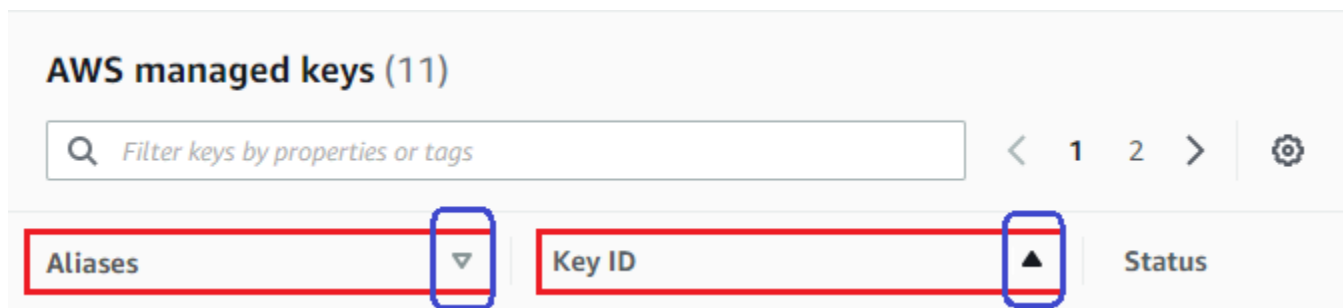 AWS managed keys (11)
Filter keys by properties or tags
1 2
Aliases Key ID Status